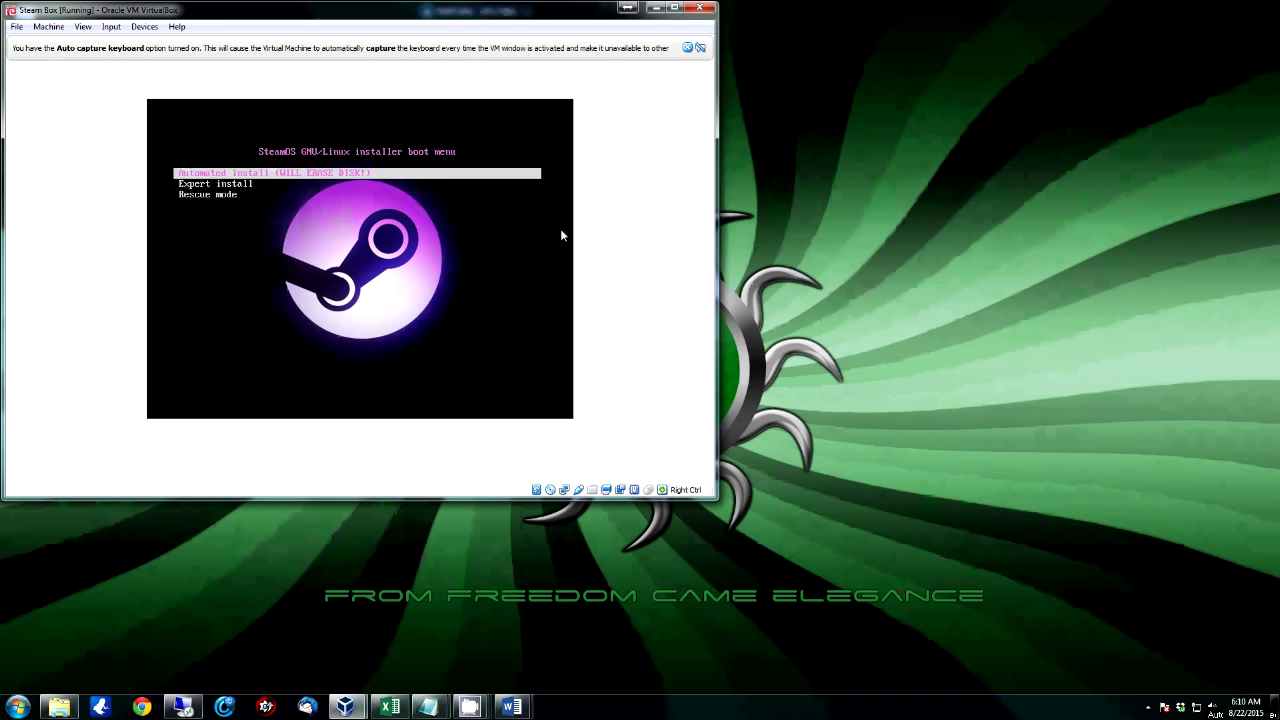 Steam Box [Running] - Oracle VM VirtualBox
File Machine View Input Devices Help
You have the Auto capture keyboard option turned on. This will cause the Virtual Machine to automatically capture the keyboard every time the VM window is activated and make it unavailable to other
SteamOS GNU/Linux installer boot menu
Automated install (WILL ERASE DISK!)
Expert install
Rescue mode
Right Ctrl
FROM FREEDOM CAME ELEGANCE
6:10 AM
8/22/2015
Auto